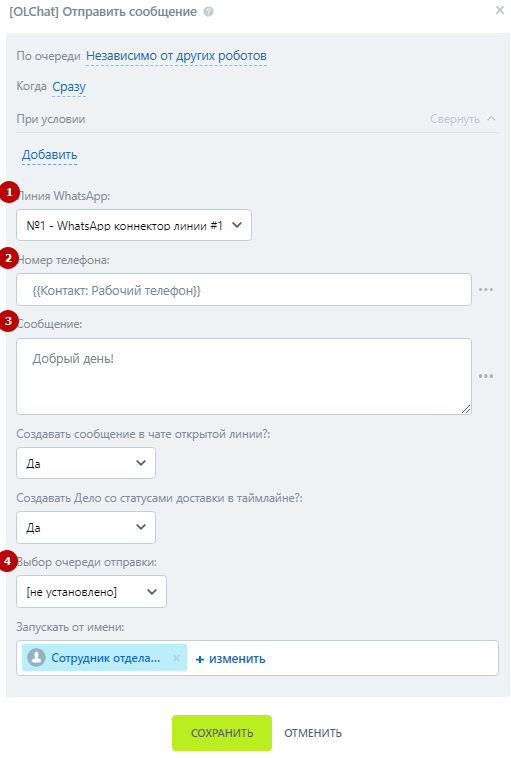 [OLChat] Отправить сообщение ?
По очереди Независимо от других роботов
Когда Сразу
При условии Свернуть
Добавить
1 Линия WhatsApp:
№1 - WhatsApp коннектор линии #1
2 Номер телефона:
{{Контакт: Рабочий телефон}} ...
3 Сообщение:
Добрый день! ...
Создавать сообщение в чате открытой линии?:
Да
Создавать Дело со статусами доставки в таймлайне?:
Да
4 Выбор очереди отправки:
[не установлено]
Запускать от имени:
Сотрудник отдела... × + изменить
СОХРАНИТЬ ОТМЕНИТЬ